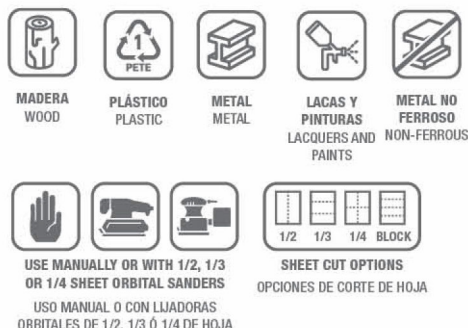 1
PETE
MADERA
WOOD
PLÁSTICO
PLASTIC
METAL
METAL
LACAS Y
PINTURAS
LACQUERS AND
PAINTS
METAL NO
FERROSO
NON-FERROUS
1/2 1/3 1/4 BLOCK
USE MANUALLY OR WITH 1/2, 1/3
OR 1/4 SHEET ORBITAL SANDERS
USO MANUAL O CON LIJADORAS
ORBITALES DE 1/2, 1/3 Ó 1/4 DE HOJA
SHEET CUT OPTIONS
OPCIONES DE CORTE DE HOJA